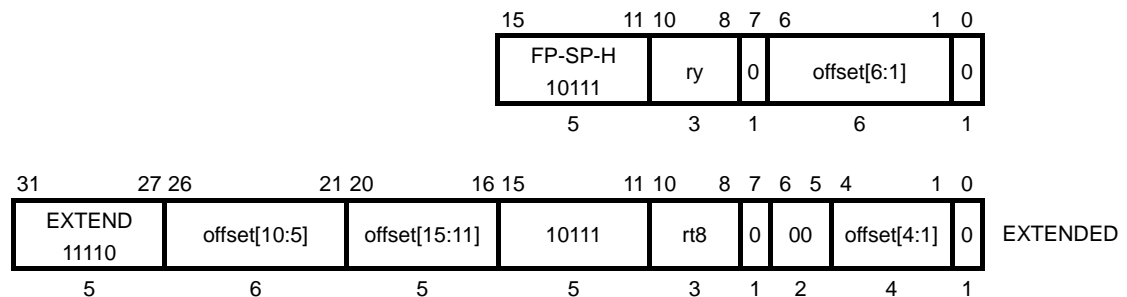 15 11 10 8 7 6 1 0
FP-SP-H
10111 ry 0 offset[6:1] 0
5 3 1 6 1
31 27 26 21 20 16 15 11 10 8 7 6 5 4 1 0
EXTEND
11110 offset[10:5] offset[15:11] 10111 rt8 0 00 offset[4:1] 0 EXTENDED
5 6 5 5 3 1 2 4 1